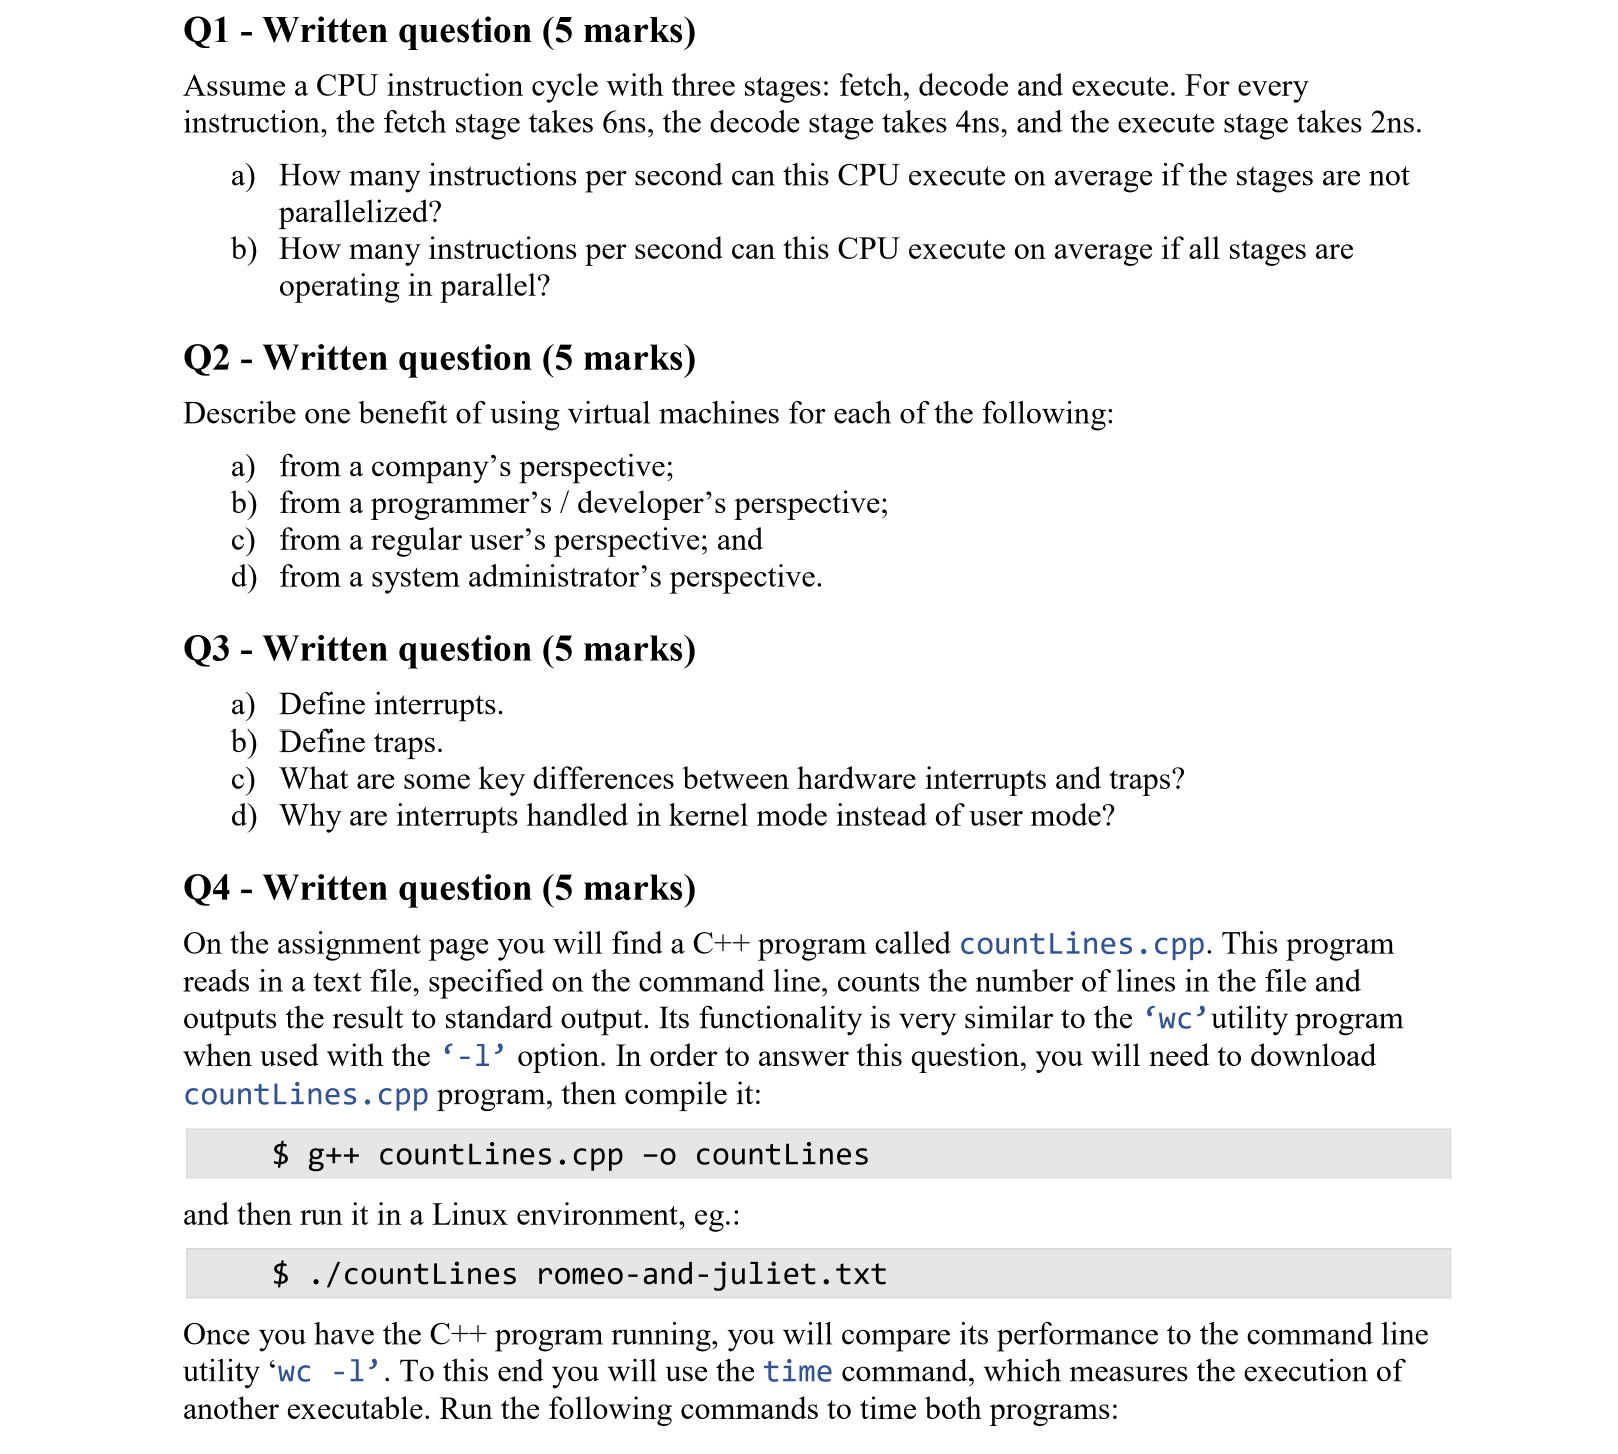 Q1 - Written question (5 marks)
Assume a CPU instruction cycle with three stages: fetch, decode and execute. For every
instruction, the fetch stage takes 6ns, the decode stage takes 4ns, and the execute stage takes 2ns.
a) How many instructions per second can this CPU execute on average if the stages are not
parallelized?
b) How many instructions per second can this CPU execute on average if all stages are
operating in parallel?
Q2 - Written question (5 marks)
Describe one benefit of using virtual machines for each of the following:
a) from a company’s perspective;
b) from a programmer’s / developer’s perspective;
c) from a regular user’s perspective; and
d) from a system administrator’s perspective.
Q3 - Written question (5 marks)
a) Define interrupts.
b) Define traps.
c) What are some key differences between hardware interrupts and traps?
d) Why are interrupts handled in kernel mode instead of user mode?
Q4 - Written question (5 marks)
On the assignment page you will find a C++ program called countLines.cpp. This program
reads in a text file, specified on the command line, counts the number of lines in the file and
outputs the result to standard output. Its functionality is very similar to the ‘wc’ utility program
when used with the ‘-l’ option. In order to answer this question, you will need to download
countLines.cpp program, then compile it:
$ g++ countLines.cpp –o countLines
and then run it in a Linux environment, eg.:
$ ./countLines romeo-and-juliet.txt
Once you have the C++ program running, you will compare its performance to the command line
utility ‘wc -l’. To this end you will use the time command, which measures the execution of
another executable. Run the following commands to time both programs: